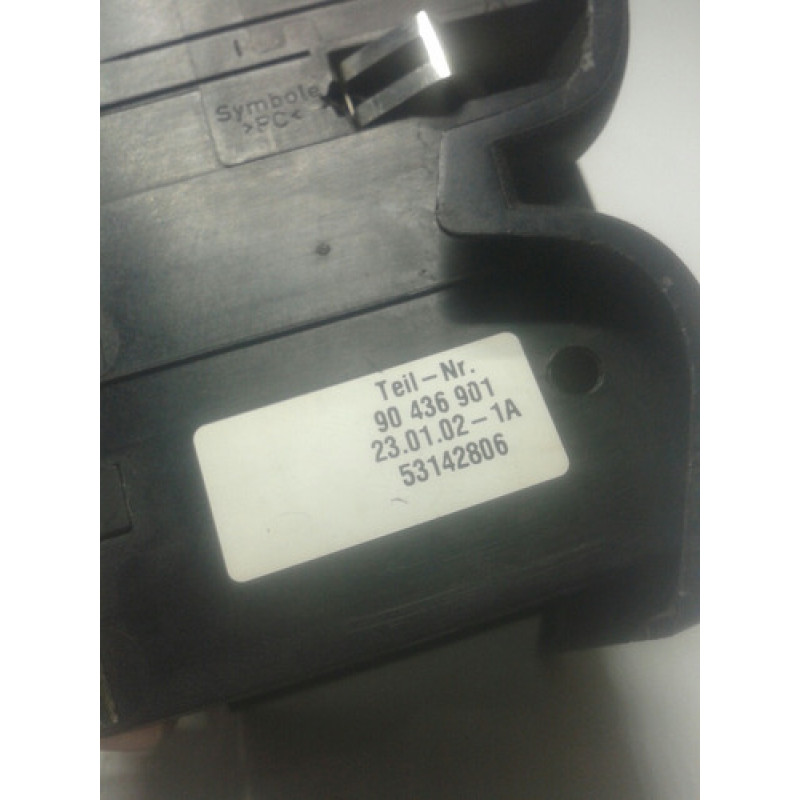 Symbole
>PC<
Teil-Nr.
90 436 901
23.01.02-1A
53142806